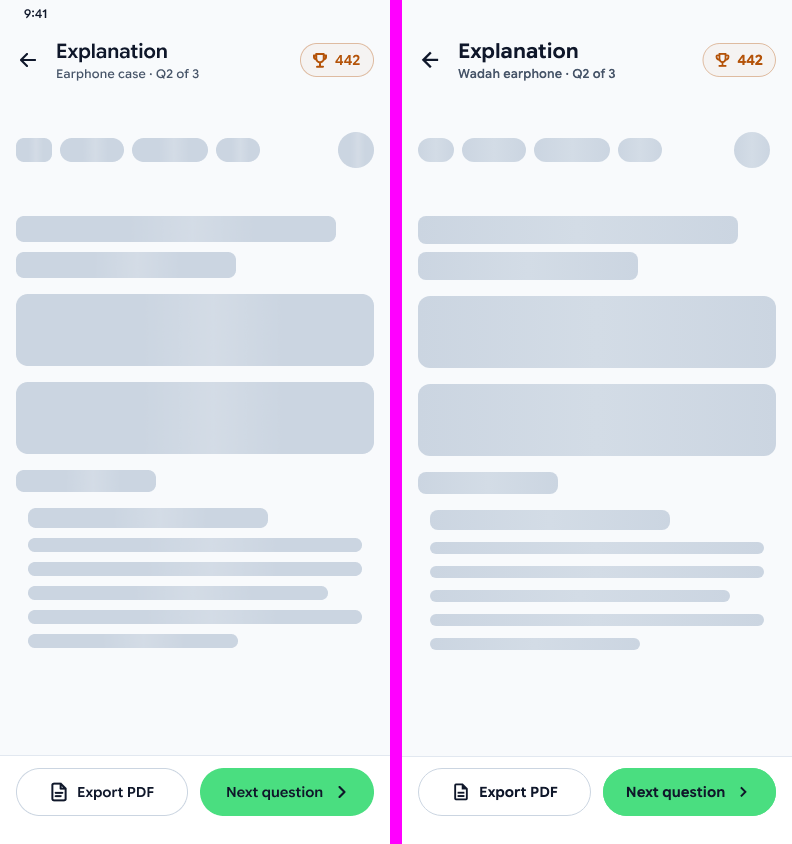 9:41
Explanation
Earphone case · Q2 of 3
442
Export PDF
Next question
Explanation
Wadah earphone · Q2 of 3
442
Export PDF
Next question